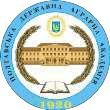 ПОЛТАВСЬКА ДЕРЖАВНА АГРАРНА АКАДЕМІЯ
1920